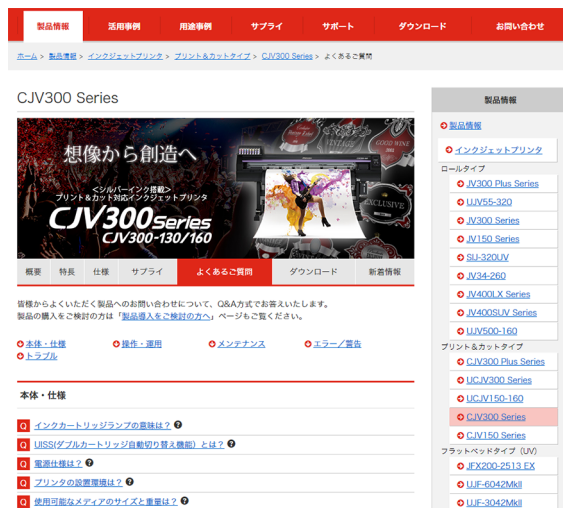 製品情報
活用事例
用途事例
サプライ
サポート
ダウンロード
お問い合わせ
ホーム > 製品情報 > インクジェットプリンタ > プリント&カットタイプ > CJV300 Series > よくあるご質問
CJV300 Series
想像から創造へ
<シルバーインク搭載>
プリント&カット対応インクジェットプリンタ
CJV300Series
CJV300-130/160
VINTAGE
GOOD WINE
EXCLUSIVE
概要
特長
仕様
サプライ
よくあるご質問
ダウンロード
新着情報
皆様からよくいただく製品へのお問い合わせについて、Q&A方式でお答えいたします。
製品の購入をご検討の方は「製品導入をご検討の方へ」ページもご覧ください。
本体・仕様
操作・運用
メンテナンス
エラー/警告
トラブル
本体・仕様
Q インクカートリッジランプの意味は? ?
Q UISS(ダブルカートリッジ自動切り替え機能)とは? ?
Q 電源仕様は? ?
Q プリンタの設置環境は? ?
Q 使用可能なメディアのサイズと重量は? ?
製品情報
製品情報
インクジェットプリンタ
ロールタイプ
JV300 Plus Series
UJV55-320
JV300 Series
JV150 Series
SIJ-320UV
JV34-260
JV400LX Series
JV400SUV Series
UJV500-160
プリント&カットタイプ
CJV300 Plus Series
UCJV300 Series
UCJV150-160
CJV300 Series
CJV150 Series
フラットベッドタイプ(UV)
JFX200-2513 EX
UJF-6042MkII
UJF-3042MkII